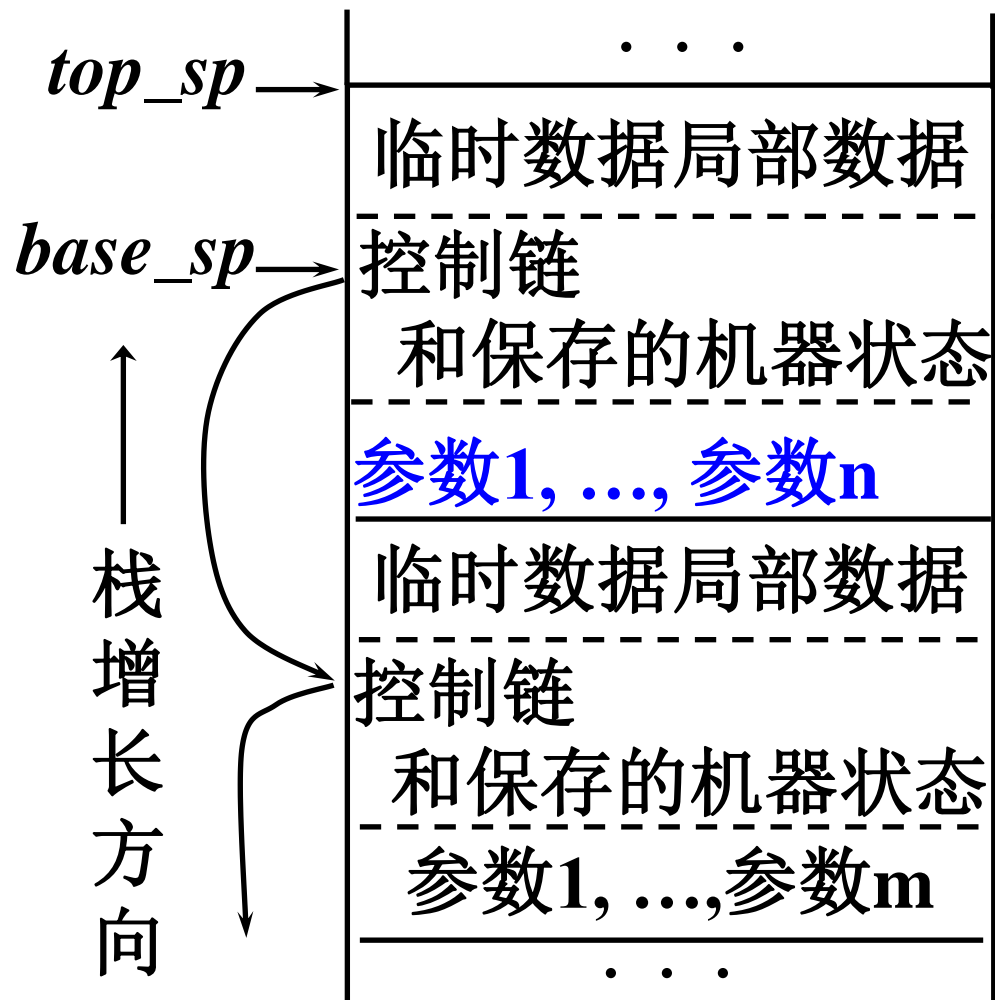 . . .
top_sp
临时数据局部数据
base_sp
控制链
和保存的机器状态
参数1, …, 参数n
临时数据局部数据
控制链
和保存的机器状态
参数1, …,参数m
. . .
栈
增
长
方
向